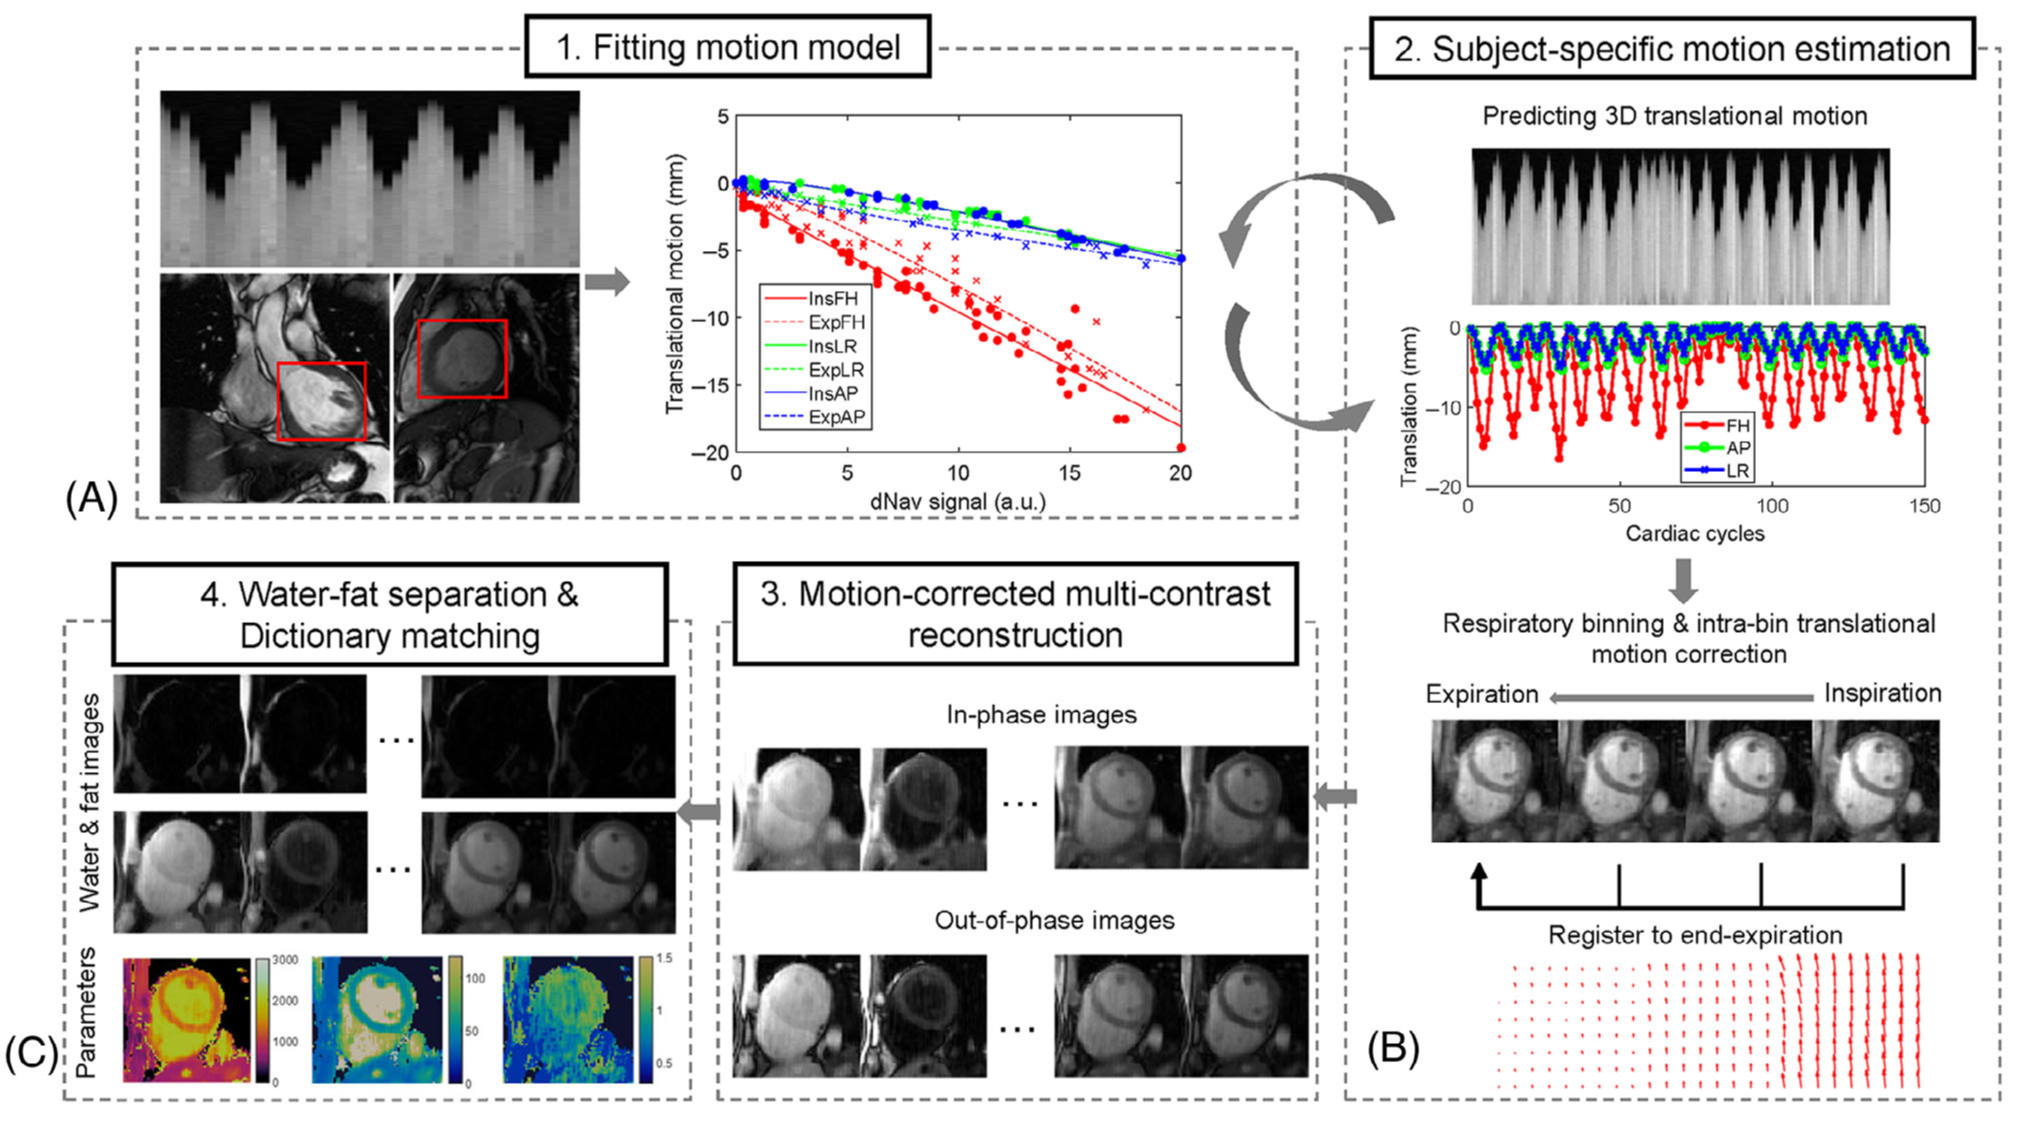 1. Fitting motion model
5
0
−5
−10
−15
−20
Translational motion (mm)
InsFH
ExpFH
InsLR
ExpLR
InsAP
ExpAP
0 5 10 15 20
dNav signal (a.u.)
(A)
2. Subject-specific motion estimation
Predicting 3D translational motion
0
−10
−20
Translation (mm)
FH
AP
LR
0 50 100 150
Cardiac cycles
Respiratory binning & intra-bin translational
motion correction
Expiration Inspiration
Register to end-expiration
(B)
3. Motion-corrected multi-contrast
reconstruction
In-phase images
...
Out-of-phase images
...
4. Water-fat separation &
Dictionary matching
Water & fat images
...
...
Parameters
3000
2000
1000
0
100
50
0
1.5
1
0.5
(C)